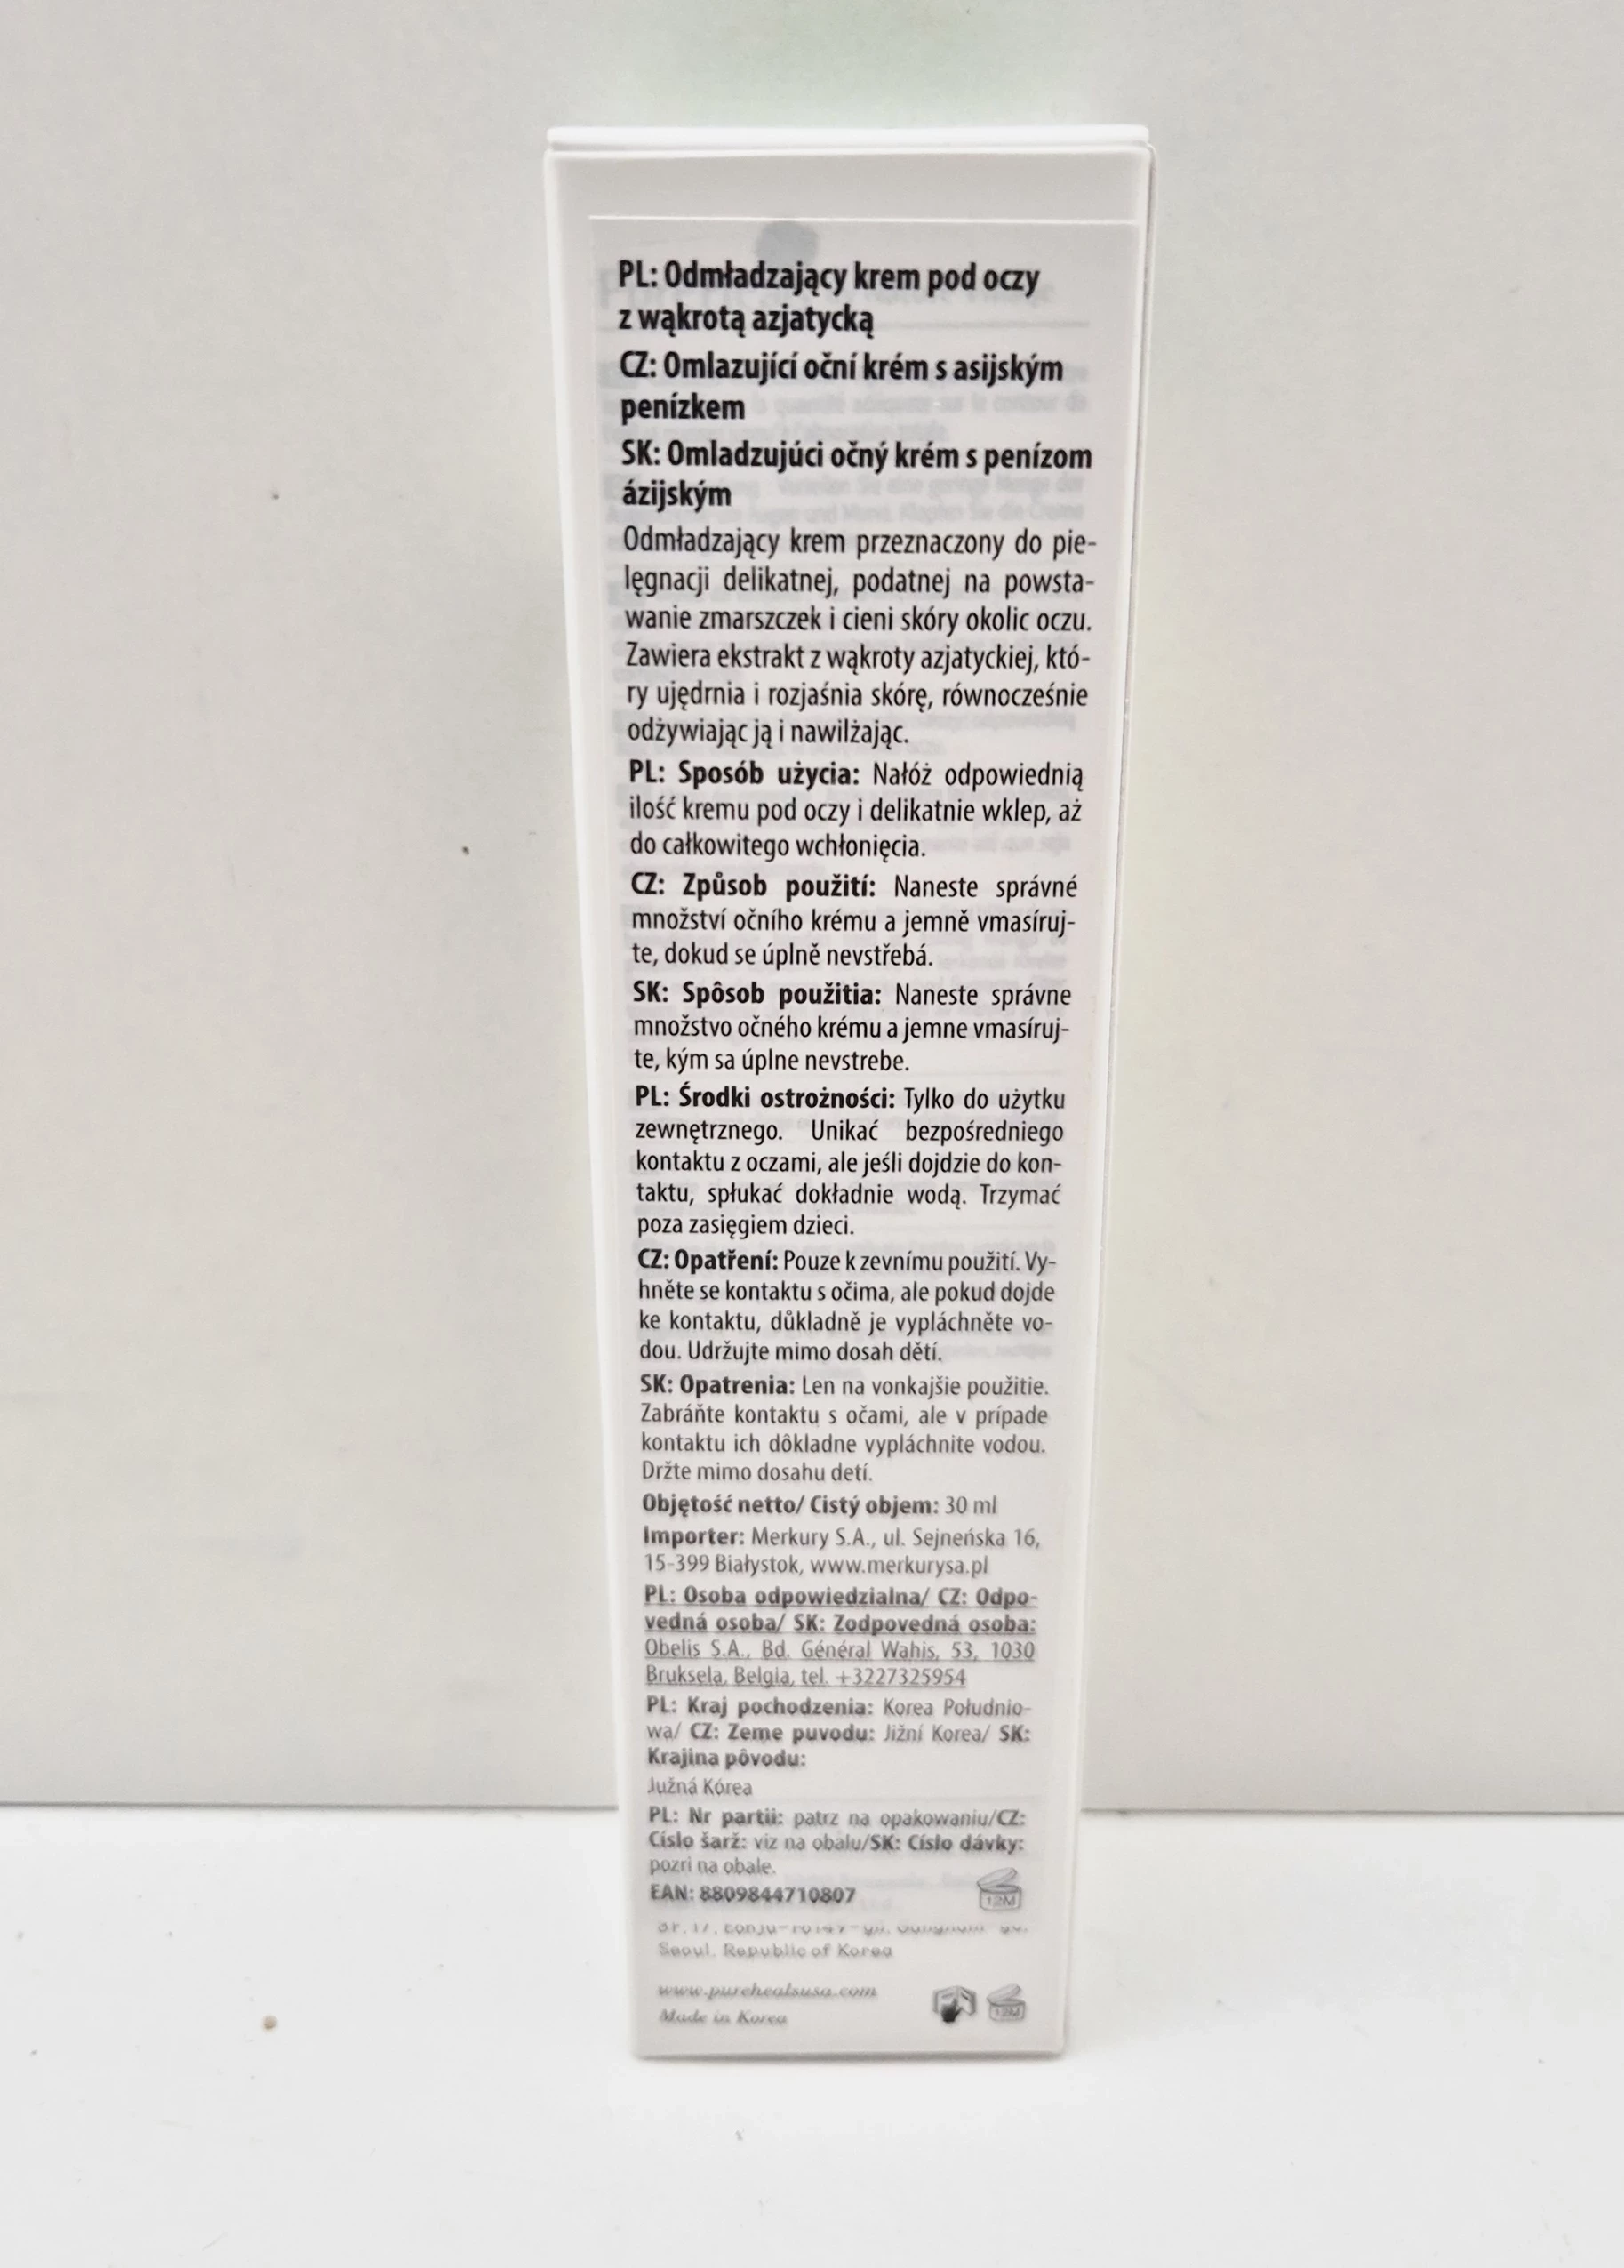 PL: Odmładzający krem pod oczy
z wąkrotą azjatycką
CZ: Omlazující oční krém s asijským
penízkem
SK: Omladzujúci očný krém s penízom
ázijským
Odmładzający krem przeznaczony do pie-
lęgnacji delikatnej, podatnej na powsta-
wanie zmarszczek i cieni skóry okolic oczu.
Zawiera ekstrakt z wąkroty azjatyckiej, któ-
ry ujędrnia i rozjaśnia skórę, równocześnie
odżywiając ją i nawilżając.
PL: Sposób użycia: Nałóż odpowiednią
ilość kremu pod oczy i delikatnie wklep, aż
do całkowitego wchłonięcia.
CZ: Způsob použití: Naneste správné
množství očního krému a jemně vmasíruj-
te, dokud se úplně nevstřebá.
SK: Spôsob použitia: Naneste správne
množstvo očného krému a jemne vmasíruj-
te, kým sa úplne nevstrebe.
PL: Środki ostrożności: Tylko do użytku
zewnętrznego. Unikać bezpośredniego
kontaktu z oczami, ale jeśli dojdzie do kon-
taktu, spłukać dokładnie wodą. Trzymać
poza zasięgiem dzieci.
CZ: Opatření: Pouze k zevnímu použití. Vy-
hněte se kontaktu s očima, ale pokud dojde
ke kontaktu, důkladně je vypláchněte vo-
dou. Udržujte mimo dosah dětí.
SK: Opatrenia: Len na vonkajšie použitie.
Zabráňte kontaktu s očami, ale v prípade
kontaktu ich dôkladne vypláchnite vodou.
Držte mimo dosahu detí.
Objętość netto/ Cistý objem: 30 ml
Importer: Merkury S.A., ul. Sejneńska 16,
15-399 Białystok, www.merkurysa.pl
PL: Osoba odpowiedzialna/ CZ: Odpo-
vedná osoba/ SK: Zodpovedná osoba:
Obelis S.A., Bd. Général Wahis, 53, 1030
Bruksela, Belgia, tel. +3227325954
PL: Kraj pochodzenia: Korea Południo-
wa/ CZ: Zeme puvodu: Jižní Korea/ SK:
Krajina pôvodu:
Južná Kórea
PL: Nr partii: patrz na opakowaniu/CZ:
Císlo šarž: viz na obalu/SK: Císlo dávky:
pozri na obale.
EAN: 8809844710807
12M
Seoul, Republic of Korea
www.purehealsusa.com
Made in Korea
12M